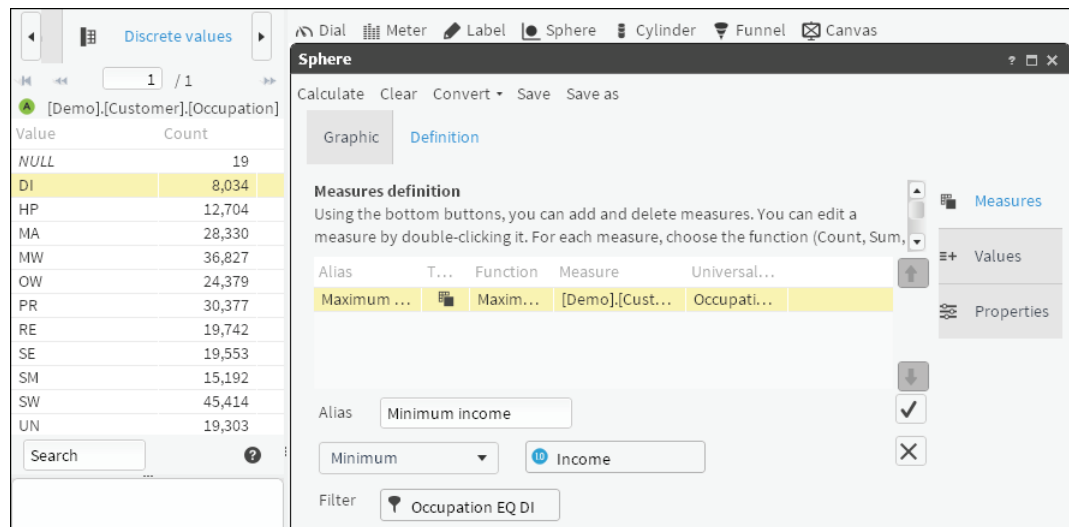 Discrete values
1 / 1
A [Demo].[Customer].[Occupation]
Value Count
NULL 19
DI 8,034
HP 12,704
MA 28,330
MW 36,827
OW 24,379
PR 30,377
RE 19,742
SE 19,553
SM 15,192
SW 45,414
UN 19,303
Search ?
Dial Meter Label Sphere Cylinder Funnel Canvas
Sphere ?
Calculate Clear Convert Save Save as
Graphic Definition
Measures definition
Using the bottom buttons, you can add and delete measures. You can edit a
measure by double-clicking it. For each measure, choose the function (Count, Sum,
Alias T... Function Measure Universal...
Maximum ... Maxim... [Demo].[Cust... Occupati...
Alias Minimum income
Minimum Income
Filter Occupation EQ DI
Measures
Values
Properties